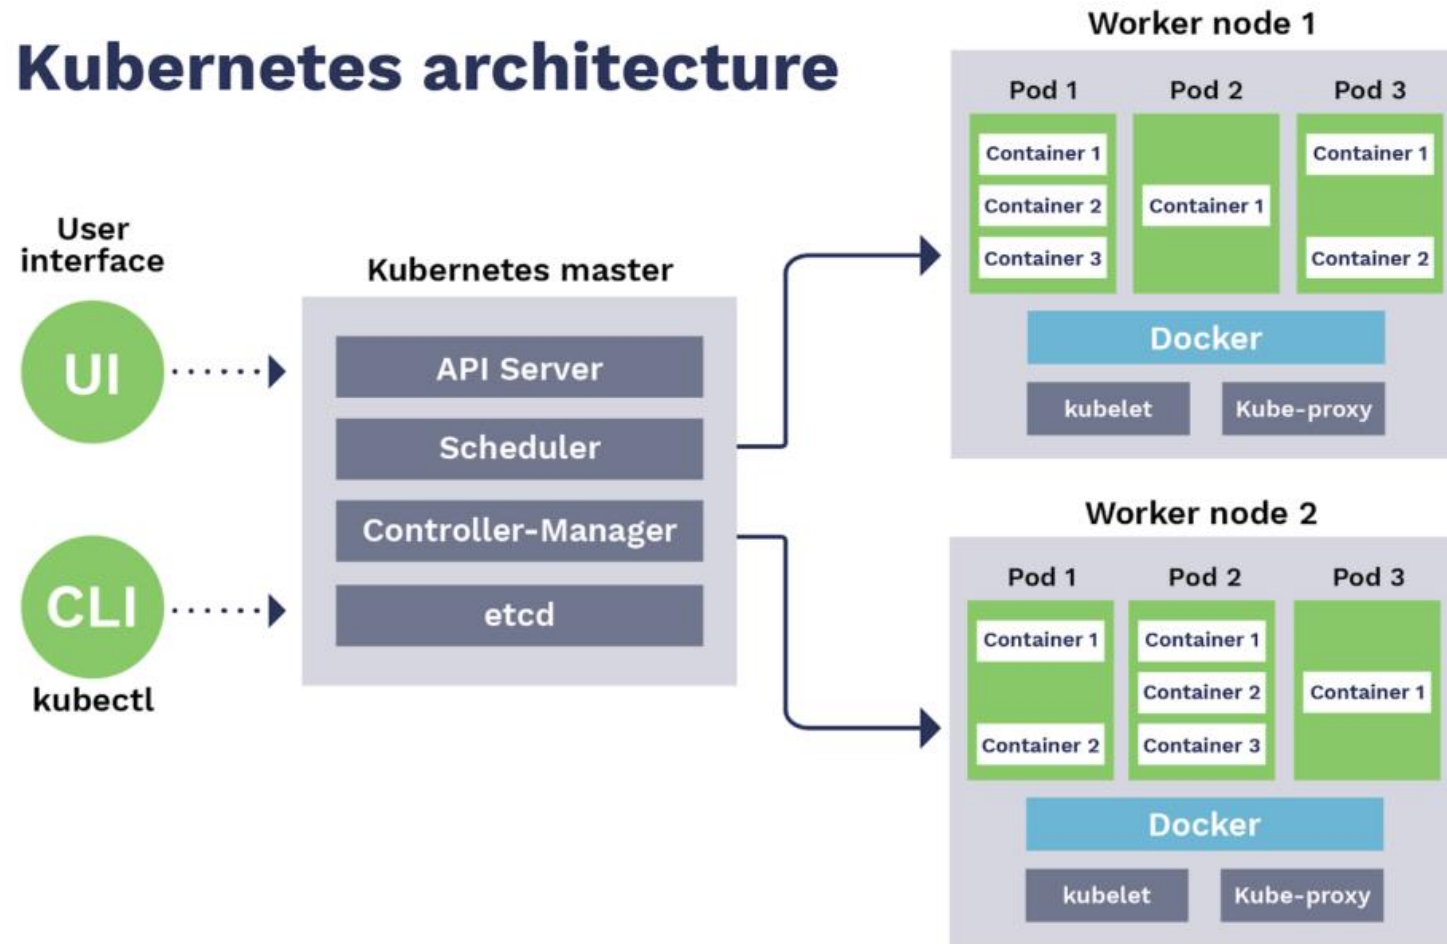 Kubernetes architecture
User
interface
UI
CLI
kubectl
Kubernetes master
API Server
Scheduler
Controller-Manager
etcd
Worker node 1
Pod 1
Container 1
Container 2
Container 3
Pod 2
Container 1
Pod 3
Container 1
Container 2
Docker
kubelet
Kube-proxy
Worker node 2
Pod 1
Container 1
Container 2
Pod 2
Container 1
Container 2
Container 3
Pod 3
Container 1
Docker
kubelet
Kube-proxy